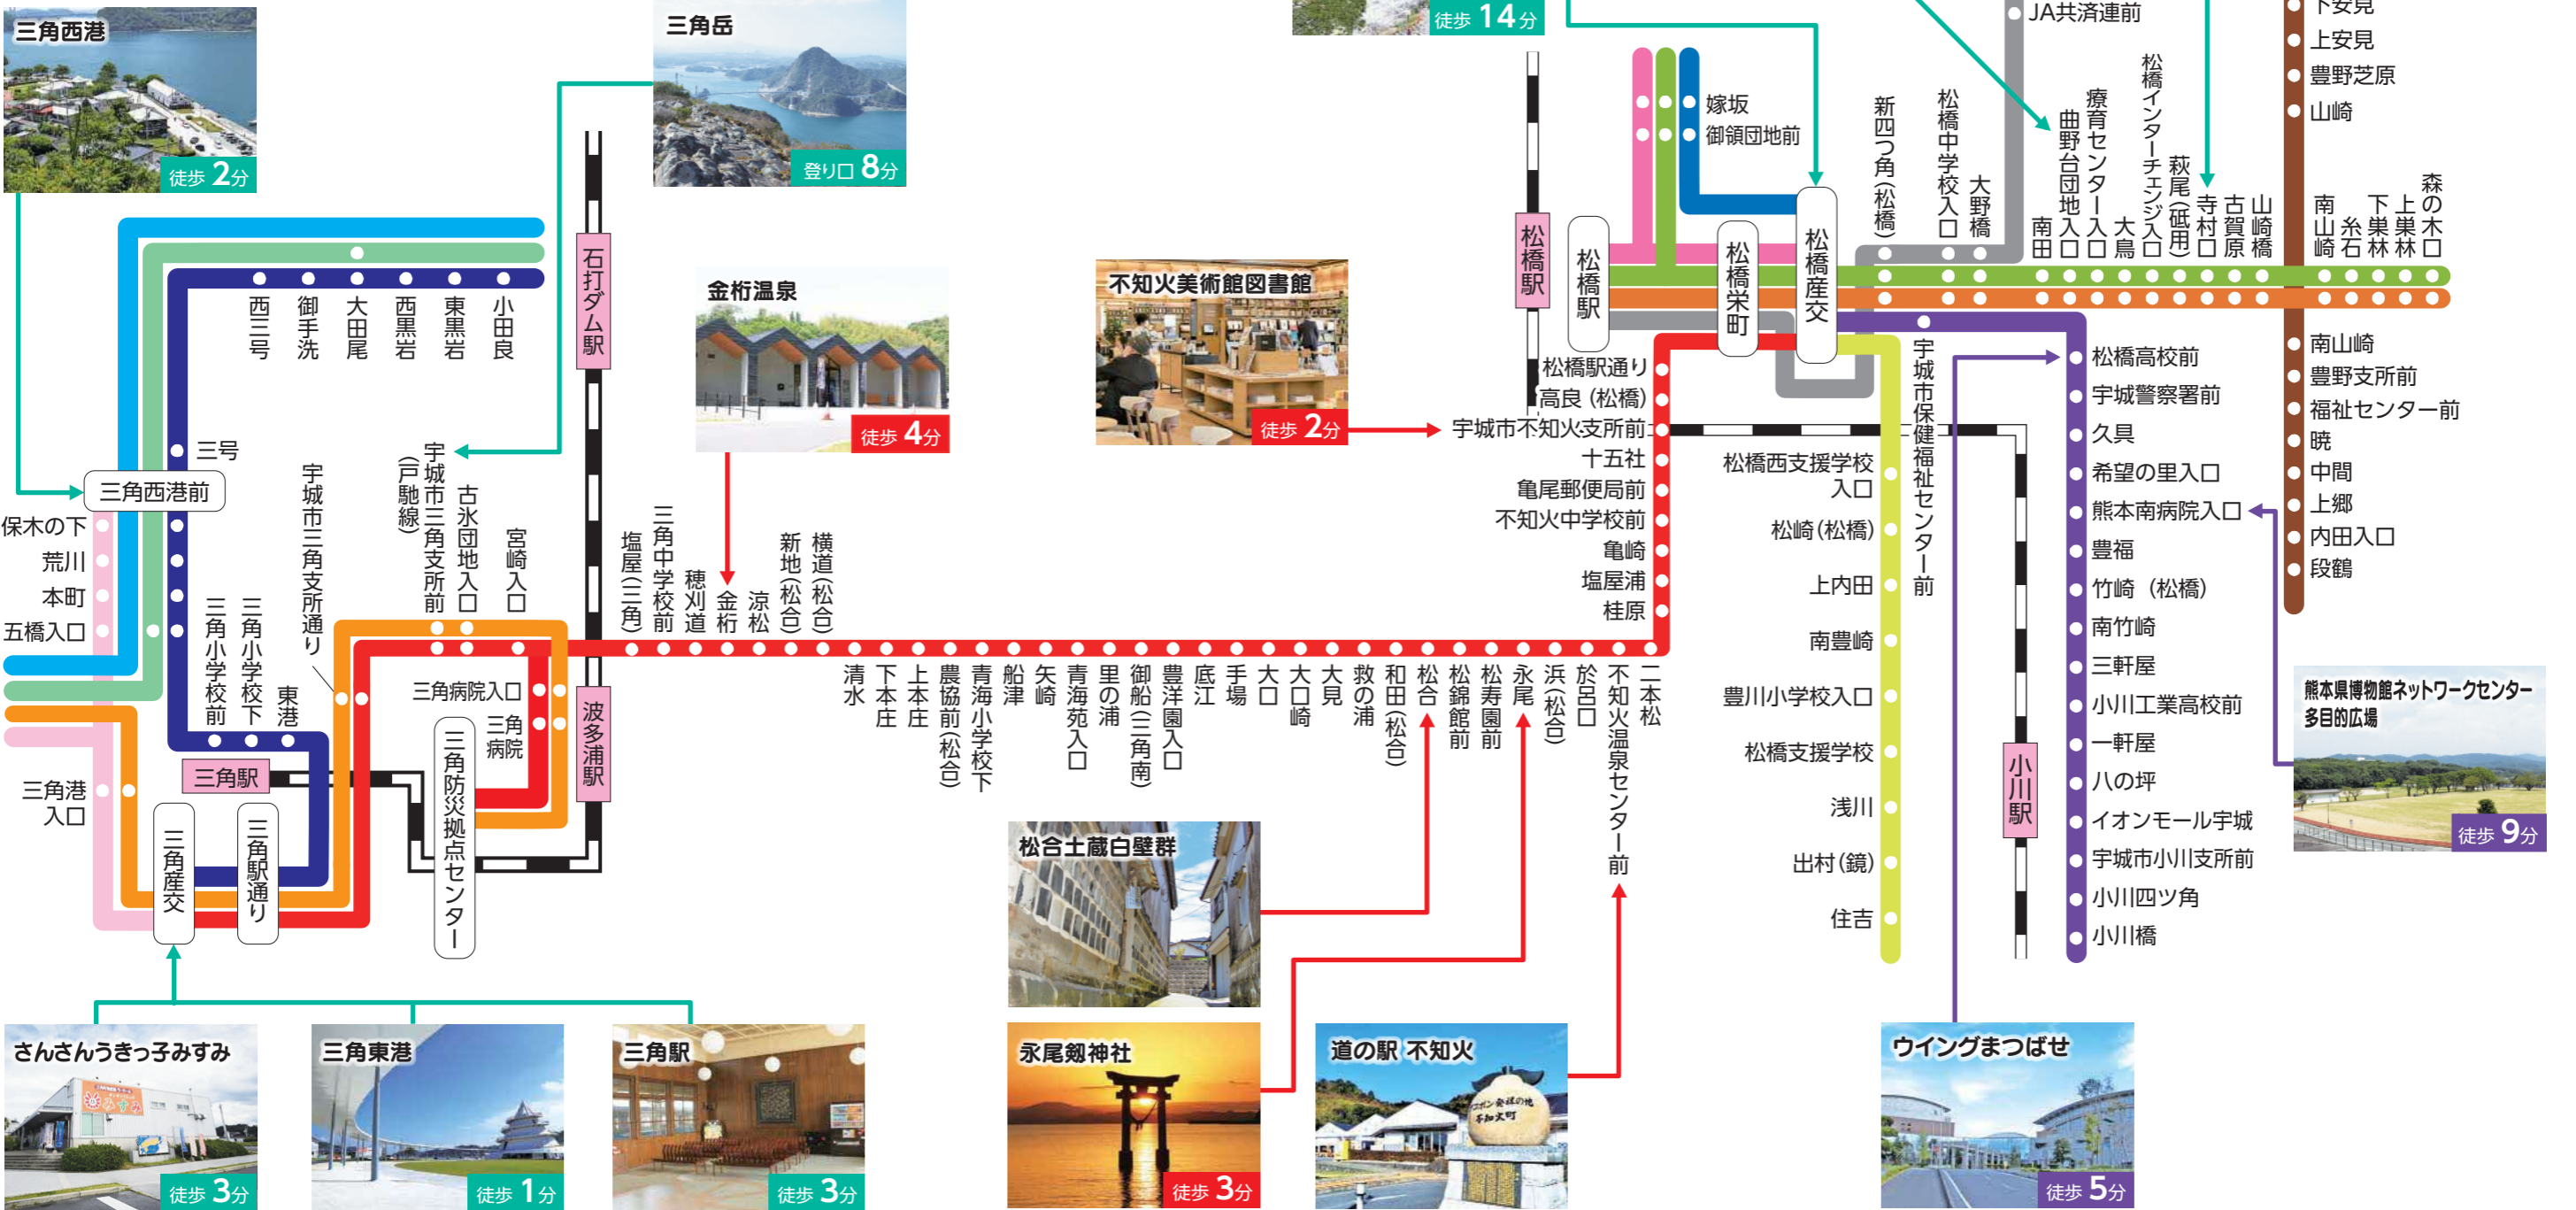 三角西港
徒歩 2分
三角岳
登り口 8分
徒歩 14分
JA共済連前
下安見
上安見
豊野芝原
山崎
嫁坂
御領団地前
松橋駅
松橋駅
松橋栄町
松橋産交
新四つ角(松橋)
松橋中学校入口
大野橋
南田
曲野台団地入口
療育センター入口
大鳥
松橋インターチェンジ入口
萩尾(砥用)
寺村口
古賀原
山崎橋
南山崎
糸石
下巣林
上巣林
森の木口
西三号
御手洗
大田尾
西黒岩
東黒岩
小田良
石打ダム駅
金桁温泉
徒歩 4分
不知火美術館図書館
徒歩 2分
三号
三角西港前
保木の下
荒川
本町
五橋入口
三角港
入口
三角小学校前
三角小学校下
東港
宇城市三角支所通り
宇城市三角支所前
(戸馳線)
古氷団地入口
宮崎入口
三角病院入口
三角
病院
波多浦駅
三角駅
三角産交
三角駅通り
三角防災拠点センター
塩屋(三角)
三角中学校前
穂刈道
金桁
涼松
新地(松合)
横道(松合)
清水
下本庄
上本庄
農協前(松合)
青海小学校下
船津
矢崎
青海苑入口
里の浦
御船(三角南)
豊洋園入口
底江
手場
大口
大口崎
大見
救の浦
和田(松合)
松合
松錦館前
松寿園前
永尾
浜(松合)
於呂口
不知火温泉センター前
二本松
松橋駅通り
高良(松橋)
宇城市不知火支所前
十五社
亀尾郵便局前
不知火中学校前
亀崎
塩屋浦
桂原
宇城市保健福祉センター前
松橋西支援学校
入口
松崎(松橋)
上内田
南豊崎
豊川小学校入口
松橋支援学校
浅川
出村(鏡)
住吉
小川駅
松橋高校前
宇城警察署前
久具
希望の里入口
熊本南病院入口
豊福
竹崎(松橋)
南竹崎
三軒屋
小川工業高校前
一軒屋
八の坪
イオンモール宇城
宇城市小川支所前
小川四ツ角
小川橋
南山崎
豊野支所前
福祉センター前
暁
中間
上郷
内田入口
段鶴
熊本県博物館ネットワークセンター
多目的広場
徒歩 9分
松合土蔵白壁群
さんさんうきっ子みすみ
みすみ
徒歩 3分
三角東港
徒歩 1分
三角駅
徒歩 3分
永尾剱神社
徒歩 3分
道の駅 不知火
デコポン発祥の地
不知火町
ウイングまつばせ
徒歩 5分